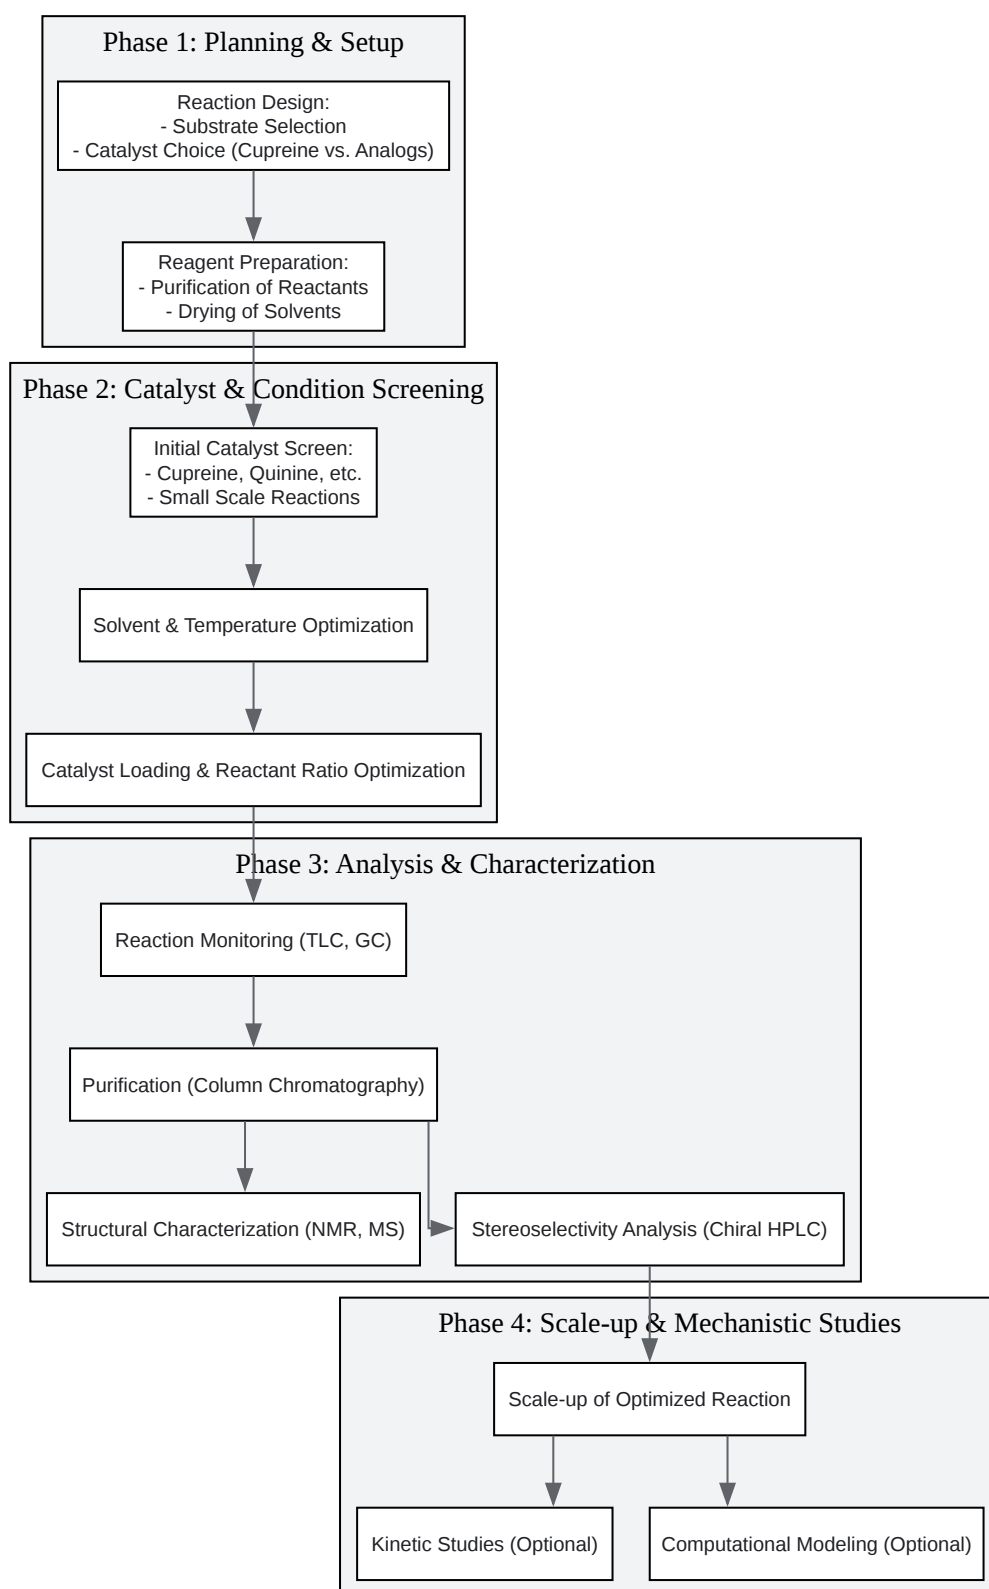 Phase 1: Planning & Setup
Reaction Design:
- Substrate Selection
- Catalyst Choice (Cupreine vs. Analogs)
Reagent Preparation:
- Purification of Reactants
- Drying of Solvents
Phase 2: Catalyst & Condition Screening
Initial Catalyst Screen:
- Cupreine, Quinine, etc.
- Small Scale Reactions
Solvent & Temperature Optimization
Catalyst Loading & Reactant Ratio Optimization
Phase 3: Analysis & Characterization
Reaction Monitoring (TLC, GC)
Purification (Column Chromatography)
Structural Characterization (NMR, MS)
Stereoselectivity Analysis (Chiral HPLC)
Phase 4: Scale-up & Mechanistic Studies
Scale-up of Optimized Reaction
Kinetic Studies (Optional)
Computational Modeling (Optional)